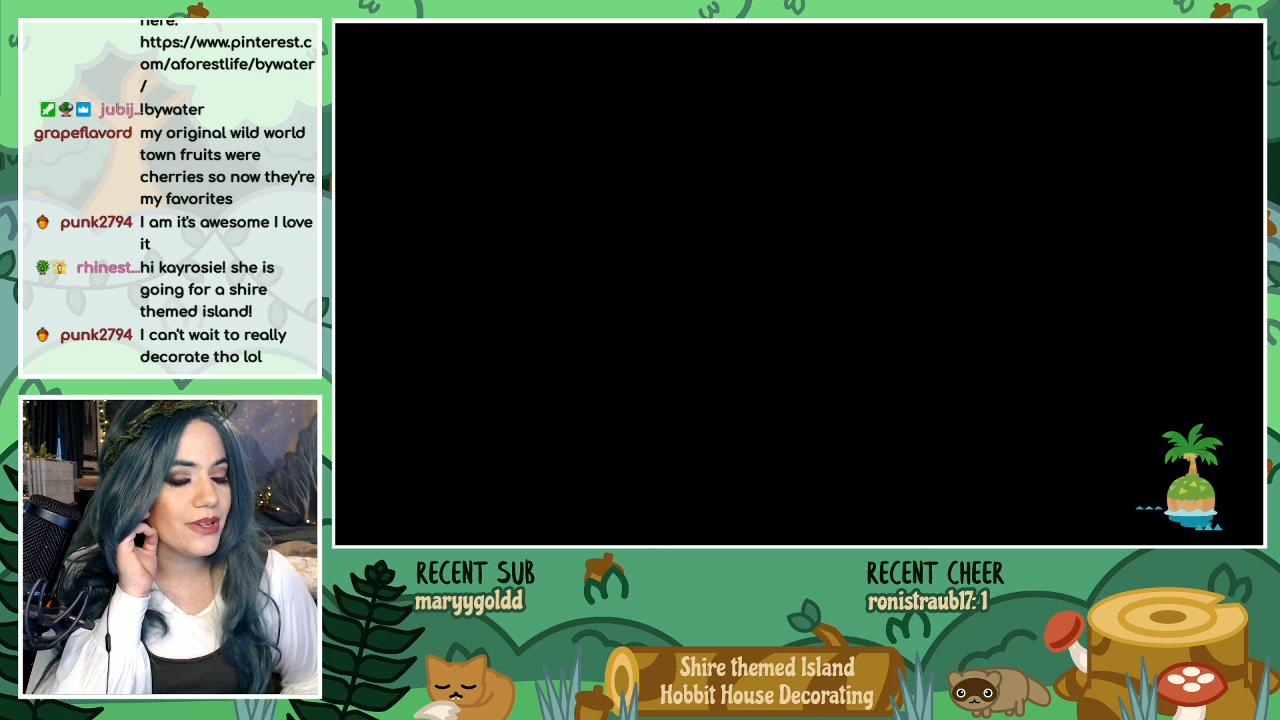 here:
https://www.pinterest.c
om/aforestlife/bywater
/
jubij... !bywater
grapeflavord my original wild world
town fruits were
cherries so now they're
my favorites
punk2794 I am it's awesome I love
it
rhinest... hi kayrosie! she is
going for a shire
themed island!
punk2794 I can't wait to really
decorate tho lol
RECENT SUB
maryygoldd
RECENT CHEER
ronistraub17: 1
Shire themed Island
Hobbit House Decorating